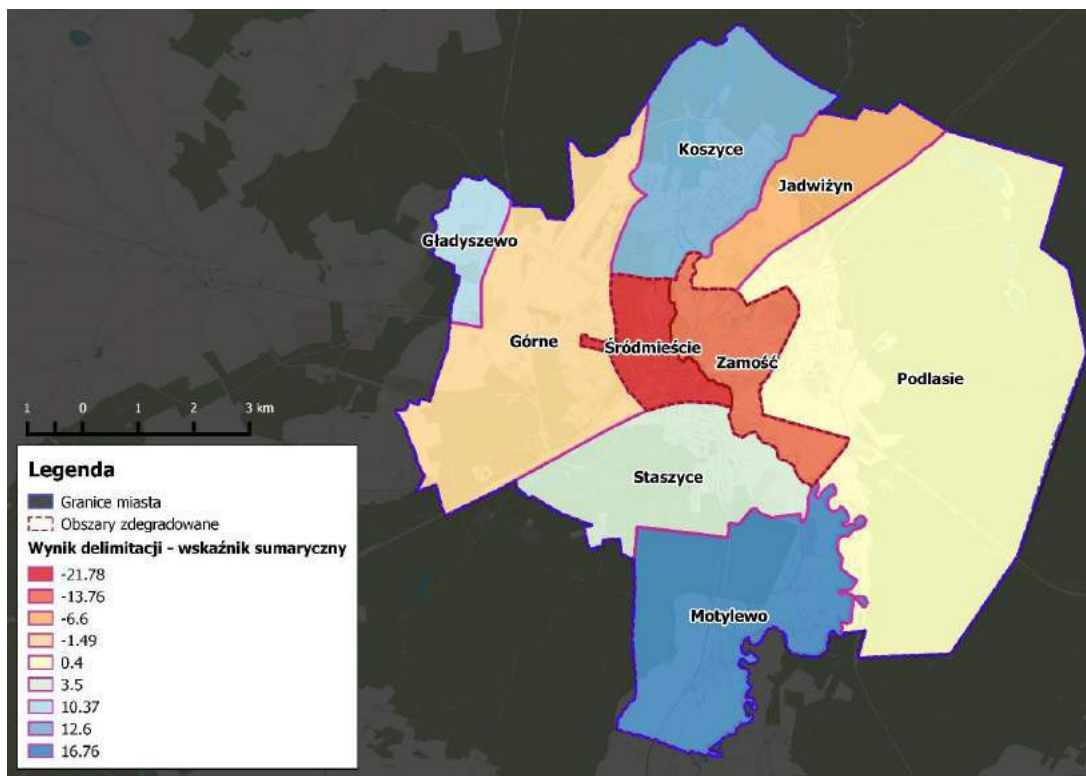 Koszyce
Jadwiżyn
Gładyszewo
Górne
Śródmieście
Zamość
Podlasie
Staszyce
Motylewo
1 0 1 2 3 km
Legenda
Granice miasta
Obszary zdegradowane
Wynik delimitacji - wskaźnik sumaryczny
-21.78
-13.76
-6.6
-1.49
0.4
3.5
10.37
12.6
16.76